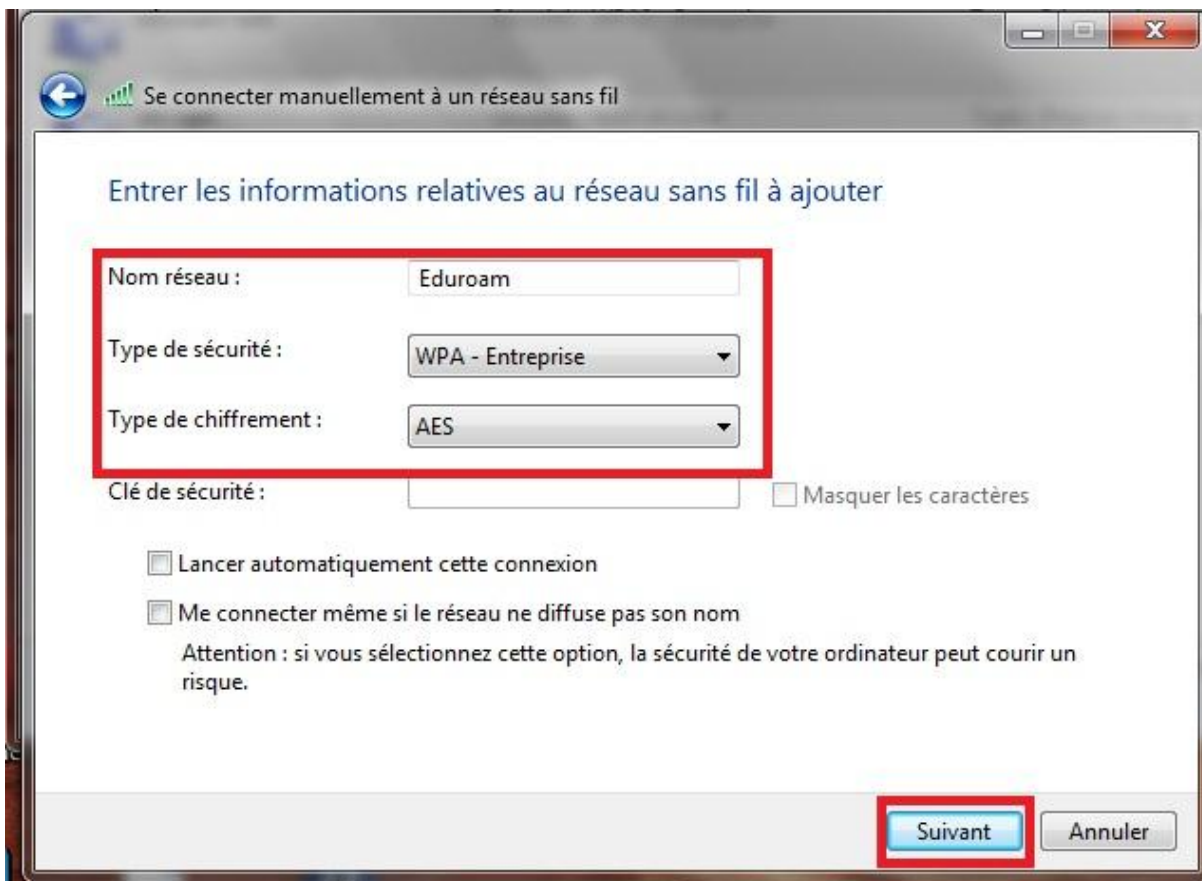 Se connecter manuellement à un réseau sans fil
Entrer les informations relatives au réseau sans fil à ajouter
Nom réseau : Eduroam
Type de sécurité : WPA - Entreprise
Type de chiffrement : AES
Clé de sécurité : Masquer les caractères
Lancer automatiquement cette connexion
Me connecter même si le réseau ne diffuse pas son nom
Attention : si vous sélectionnez cette option, la sécurité de votre ordinateur peut courir un
risque.
Suivant Annuler